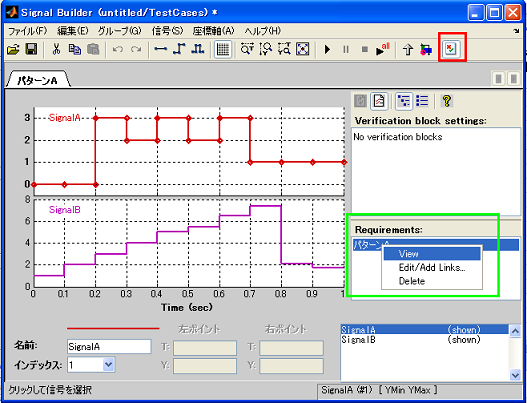 Signal Builder (untitled/TestCases) *
ファイル(F) 編集(E) グループ(G) 信号(S) 座標軸(A) ヘルプ(H)
all
パターンA
Verification block settings:
No verification blocks
3
2
1
0
SignalA
8
6
4
2
0
SignalB
0 0.1 0.2 0.3 0.4 0.5 0.6 0.7 0.8 0.9 1
Time (sec)
Requirements:
パターンA
View
Edit/Add Links...
Delete
左ポイント 右ポイント
名前: SignalA T: T:
インデックス: 1 Y: Y:
SignalA (shown)
SignalB (shown)
クリックして信号を選択
SignalA (#1) [ YMin YMax ]